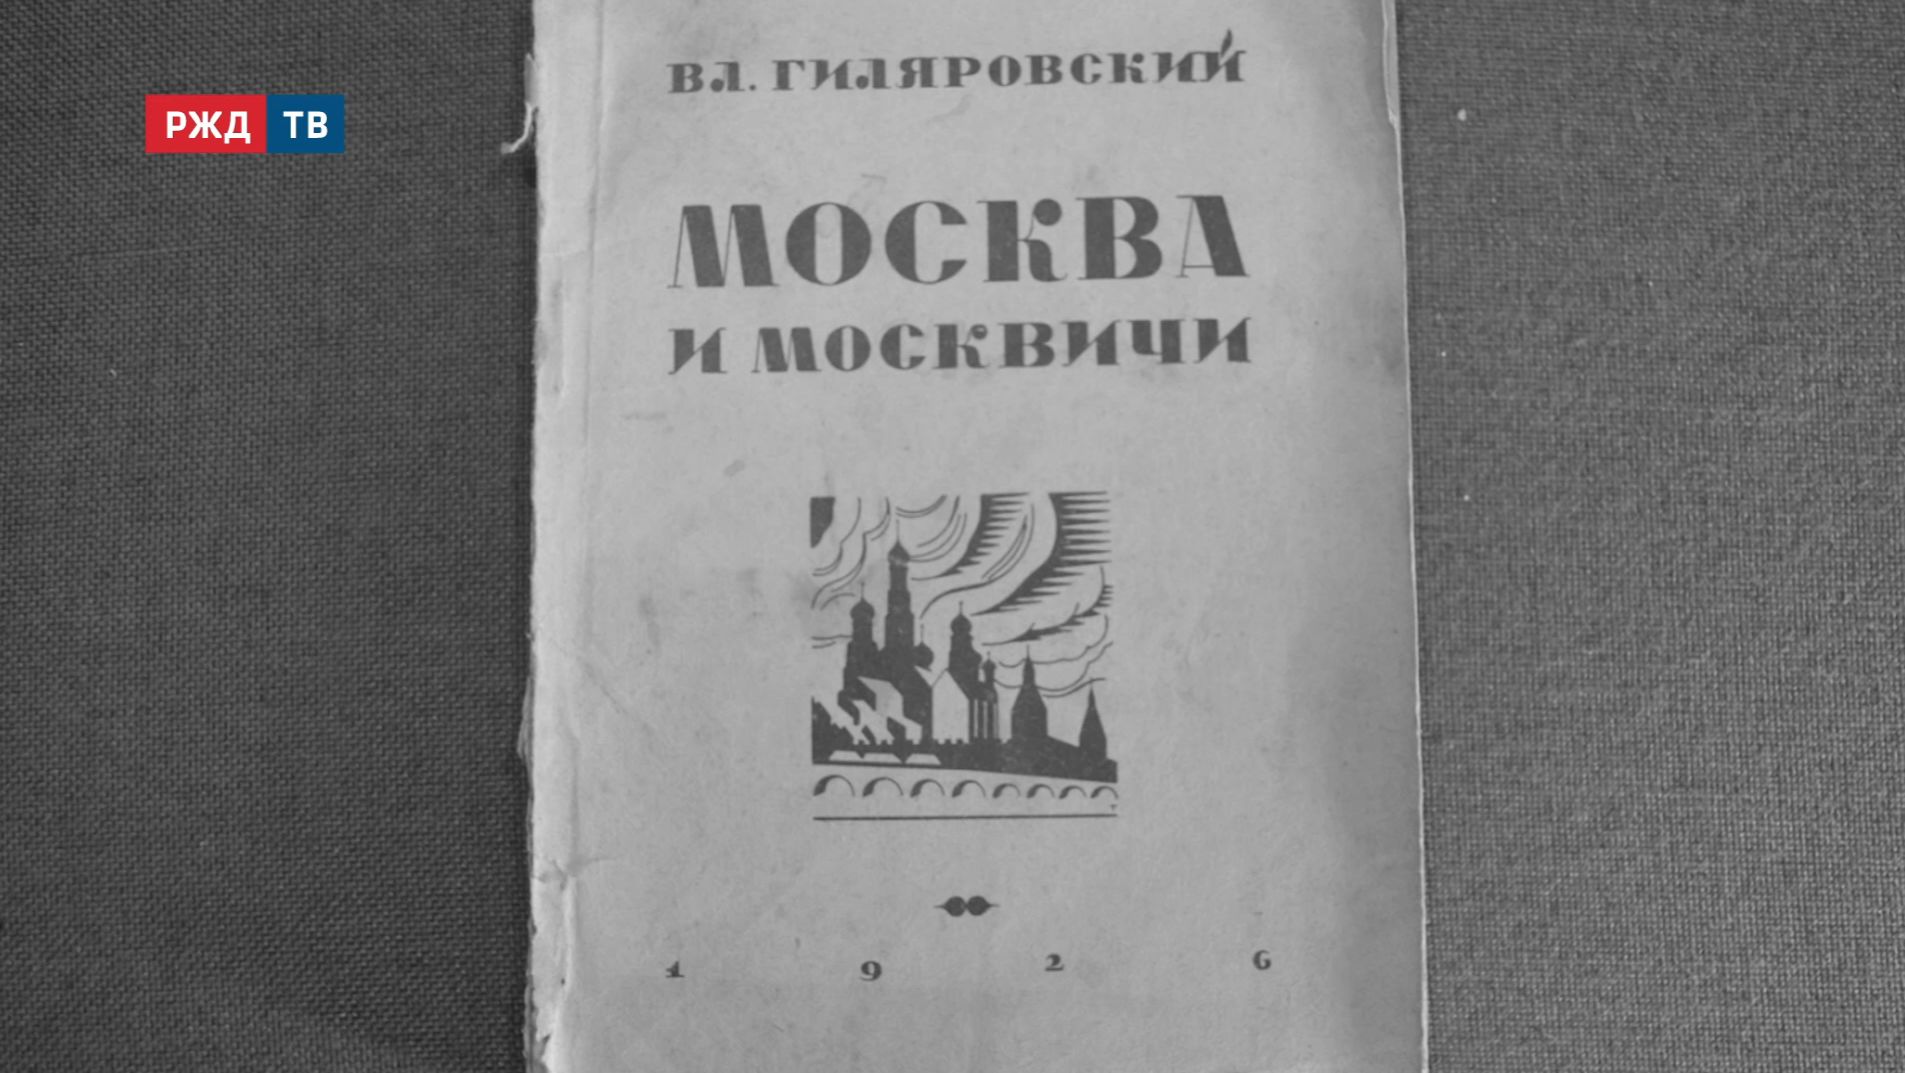 РЖД ТВ
ВЛ. ГИЛЯРОВСКИЙ
МОСКВА
И МОСКВИЧИ
1 9 2 6